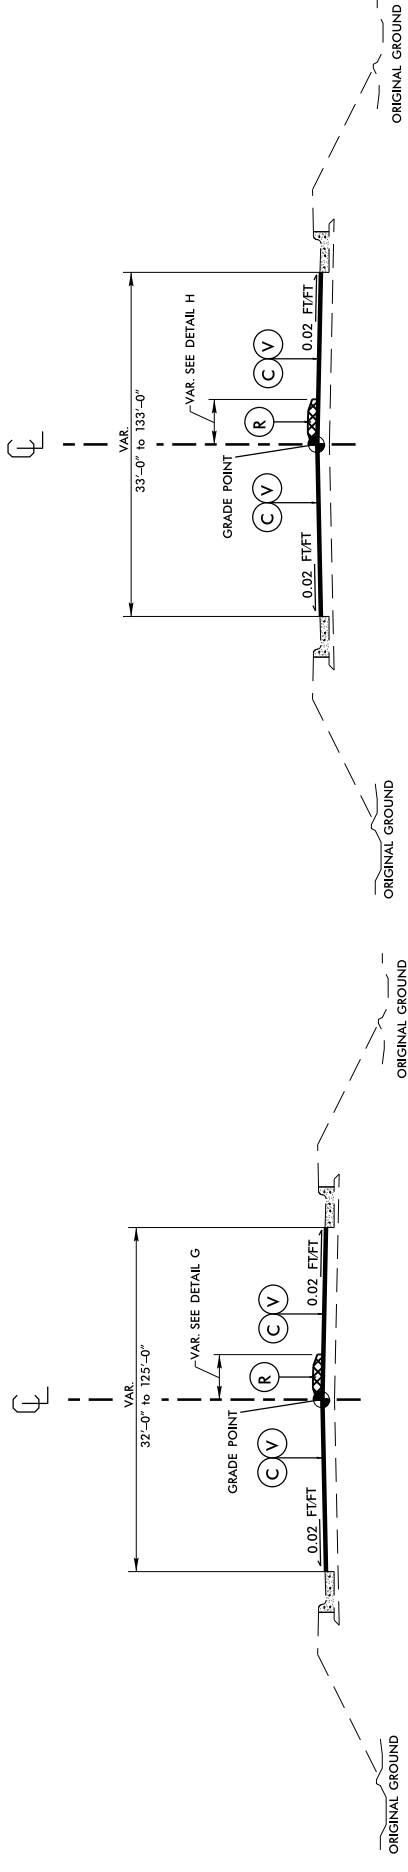 CL
VAR.
33'-0" to 133'-0"
VAR. SEE DETAIL H
GRADE POINT
R
C V
C V
0.02 FT/FT
0.02 FT/FT
ORIGINAL GROUND
ORIGINAL GROUND
CL
VAR.
32'-0" to 125'-0"
VAR. SEE DETAIL G
GRADE POINT
R
C V
C V
0.02 FT/FT
0.02 FT/FT
ORIGINAL GROUND
ORIGINAL GROUND